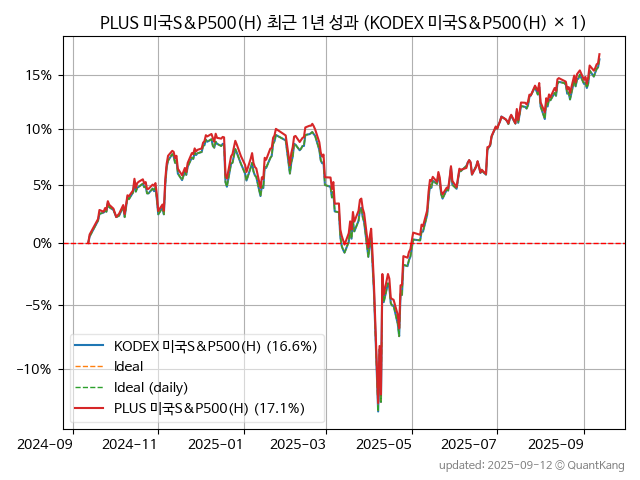 PLUS 미국S&P500(H) 최근 1년 성과 (KODEX 미국S&P500(H) × 1)
15%
10%
5%
0%
−5%
−10%
KODEX 미국S&P500(H) (16.6%)
Ideal
Ideal (daily)
PLUS 미국S&P500(H) (17.1%)
2024-09 2024-11 2025-01 2025-03 2025-05 2025-07 2025-09
updated: 2025-09-12 © QuantKang